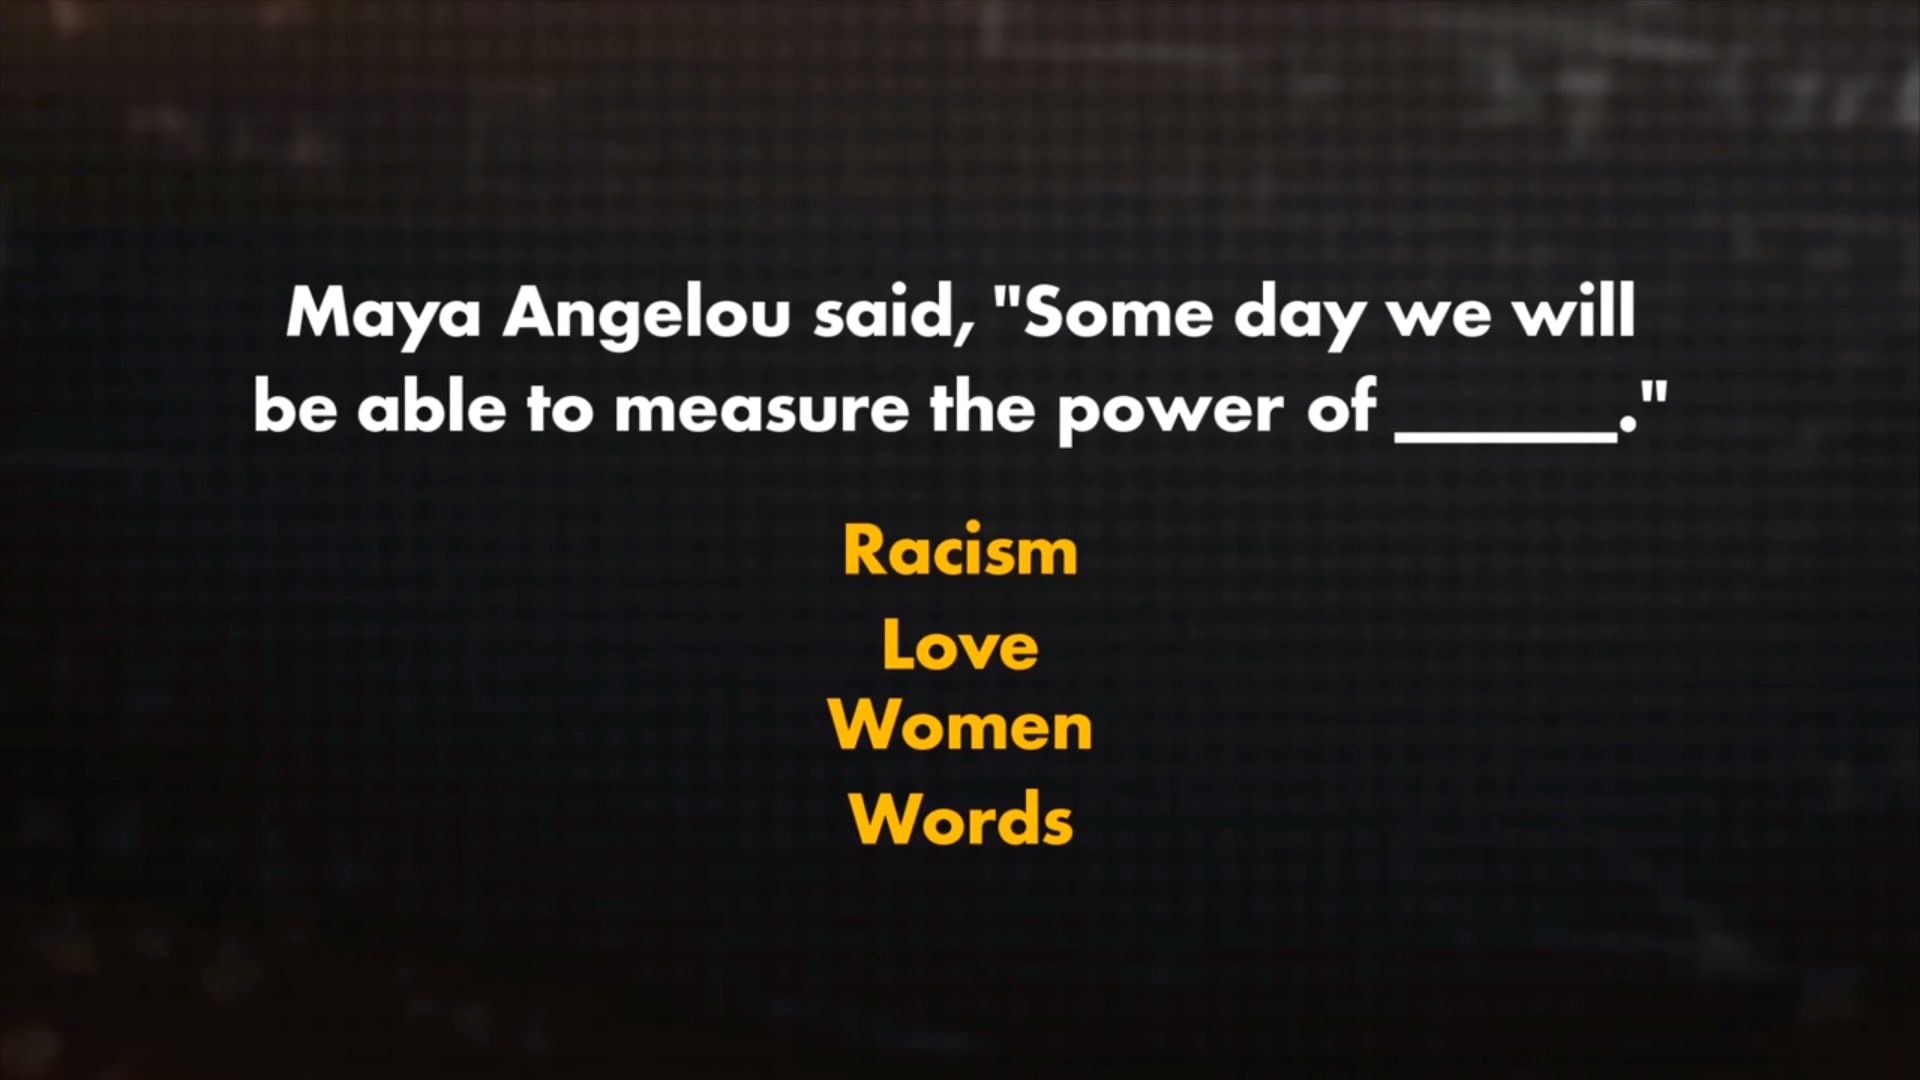 Maya Angelou said, "Some day we will
be able to measure the power of ______."
Racism
Love
Women
Words